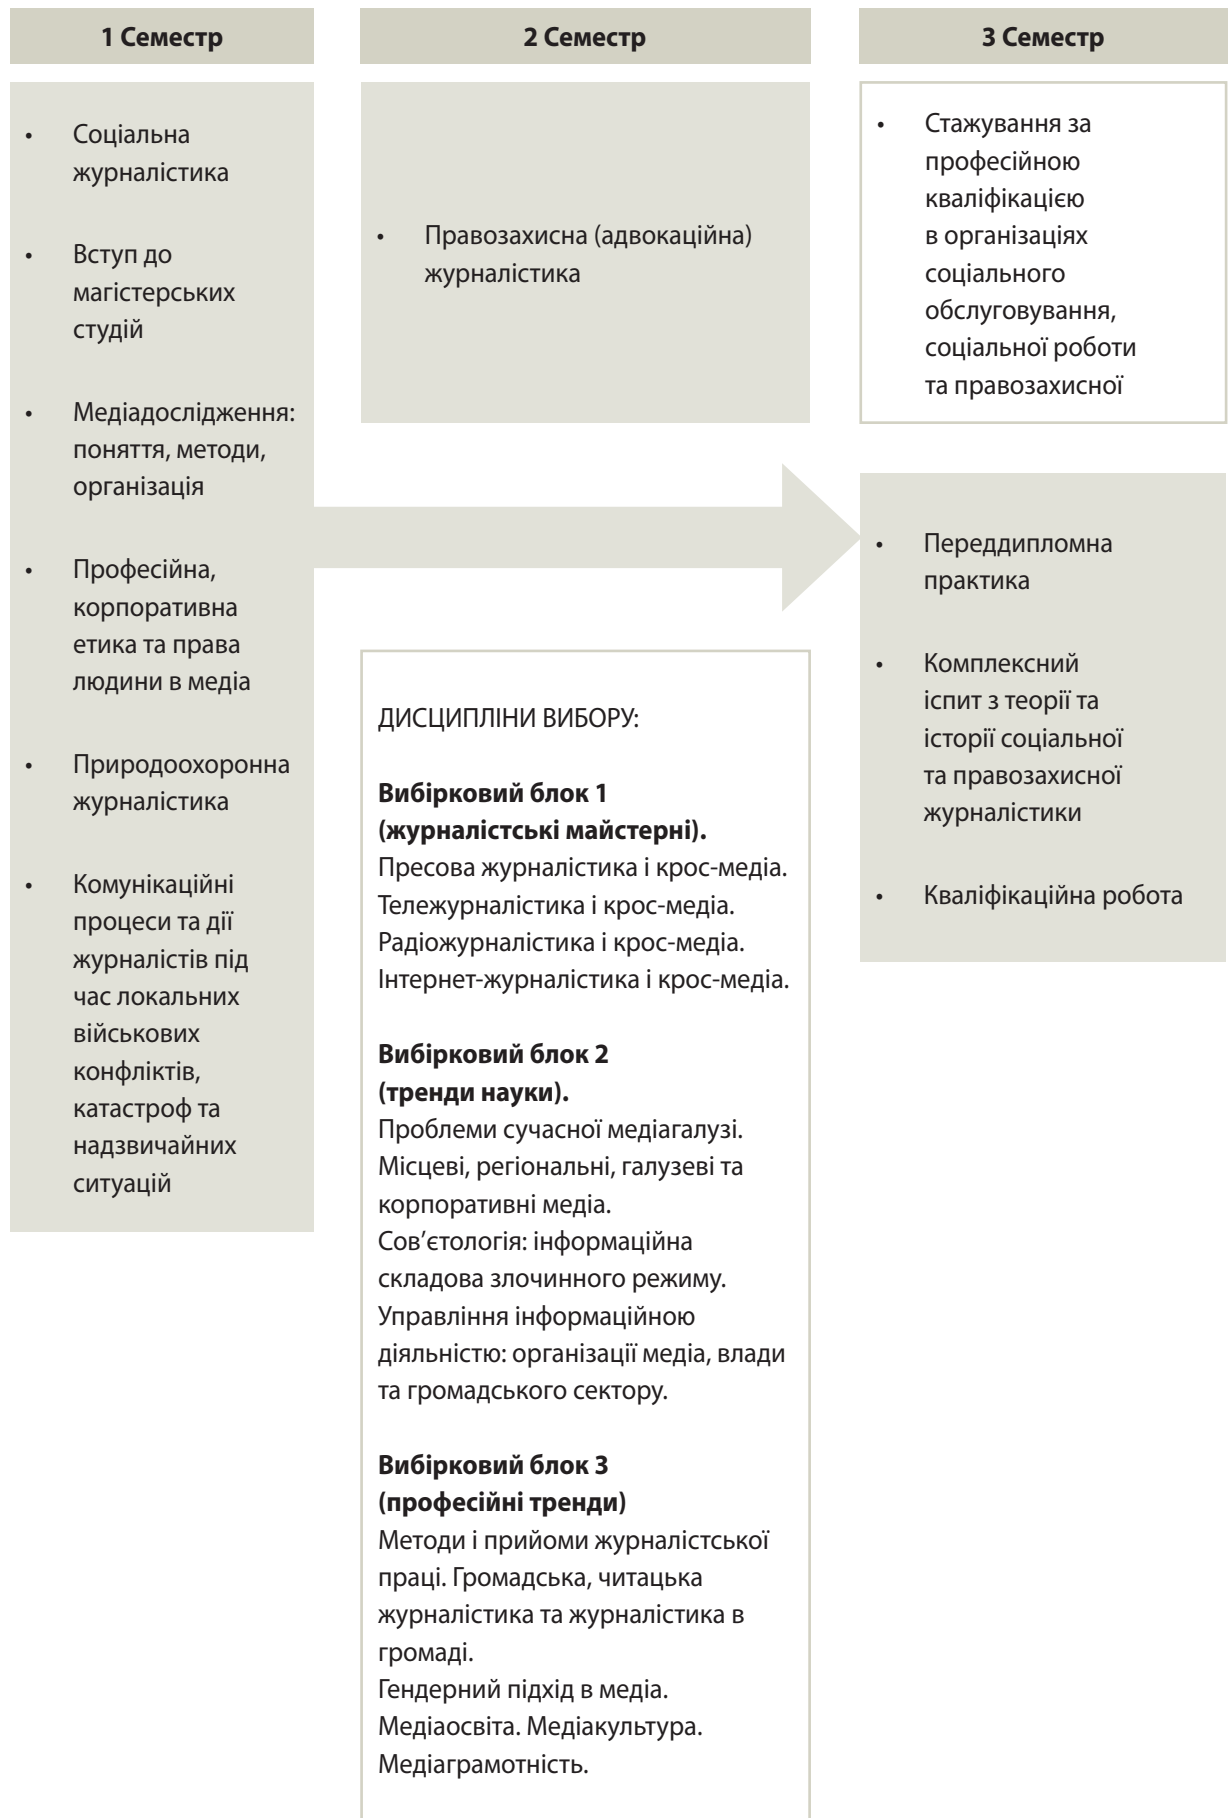 1 Семестр
• Соціальна
журналістика
• Вступ до
магістерських
студій
• Медіадослідження:
поняття, методи,
організація
• Професійна,
корпоративна
етика та права
людини в медіа
• Природоохоронна
журналістика
• Комунікаційні
процеси та дії
журналістів під
час локальних
військових
конфліктів,
катастроф та
надзвичайних
ситуацій
2 Семестр
• Правозахисна (адвокаційна)
журналістика
ДИСЦИПЛІНИ ВИБОРУ:
Вибірковий блок 1
(журналістські майстерні).
Пресова журналістика і крос-медіа.
Тележурналістика і крос-медіа.
Радіожурналістика і крос-медіа.
Інтернет-журналістика і крос-медіа.
Вибірковий блок 2
(тренди науки).
Проблеми сучасної медіагалузі.
Місцеві, регіональні, галузеві та
корпоративні медіа.
Сов’єтологія: інформаційна
складова злочинного режиму.
Управління інформаційною
діяльністю: організації медіа, влади
та громадського сектору.
Вибірковий блок 3
(професійні тренди)
Методи і прийоми журналістської
праці. Громадська, читацька
журналістика та журналістика в
громаді.
Гендерний підхід в медіа.
Медіаосвіта. Медіакультура.
Медіаграмотність.
3 Семестр
• Стажування за
професійною
кваліфікацією
в організаціях
соціального
обслуговування,
соціальної роботи
та правозахисної
• Переддипломна
практика
• Комплексний
іспит з теорії та
історії соціальної
та правозахисної
журналістики
• Кваліфікаційна робота